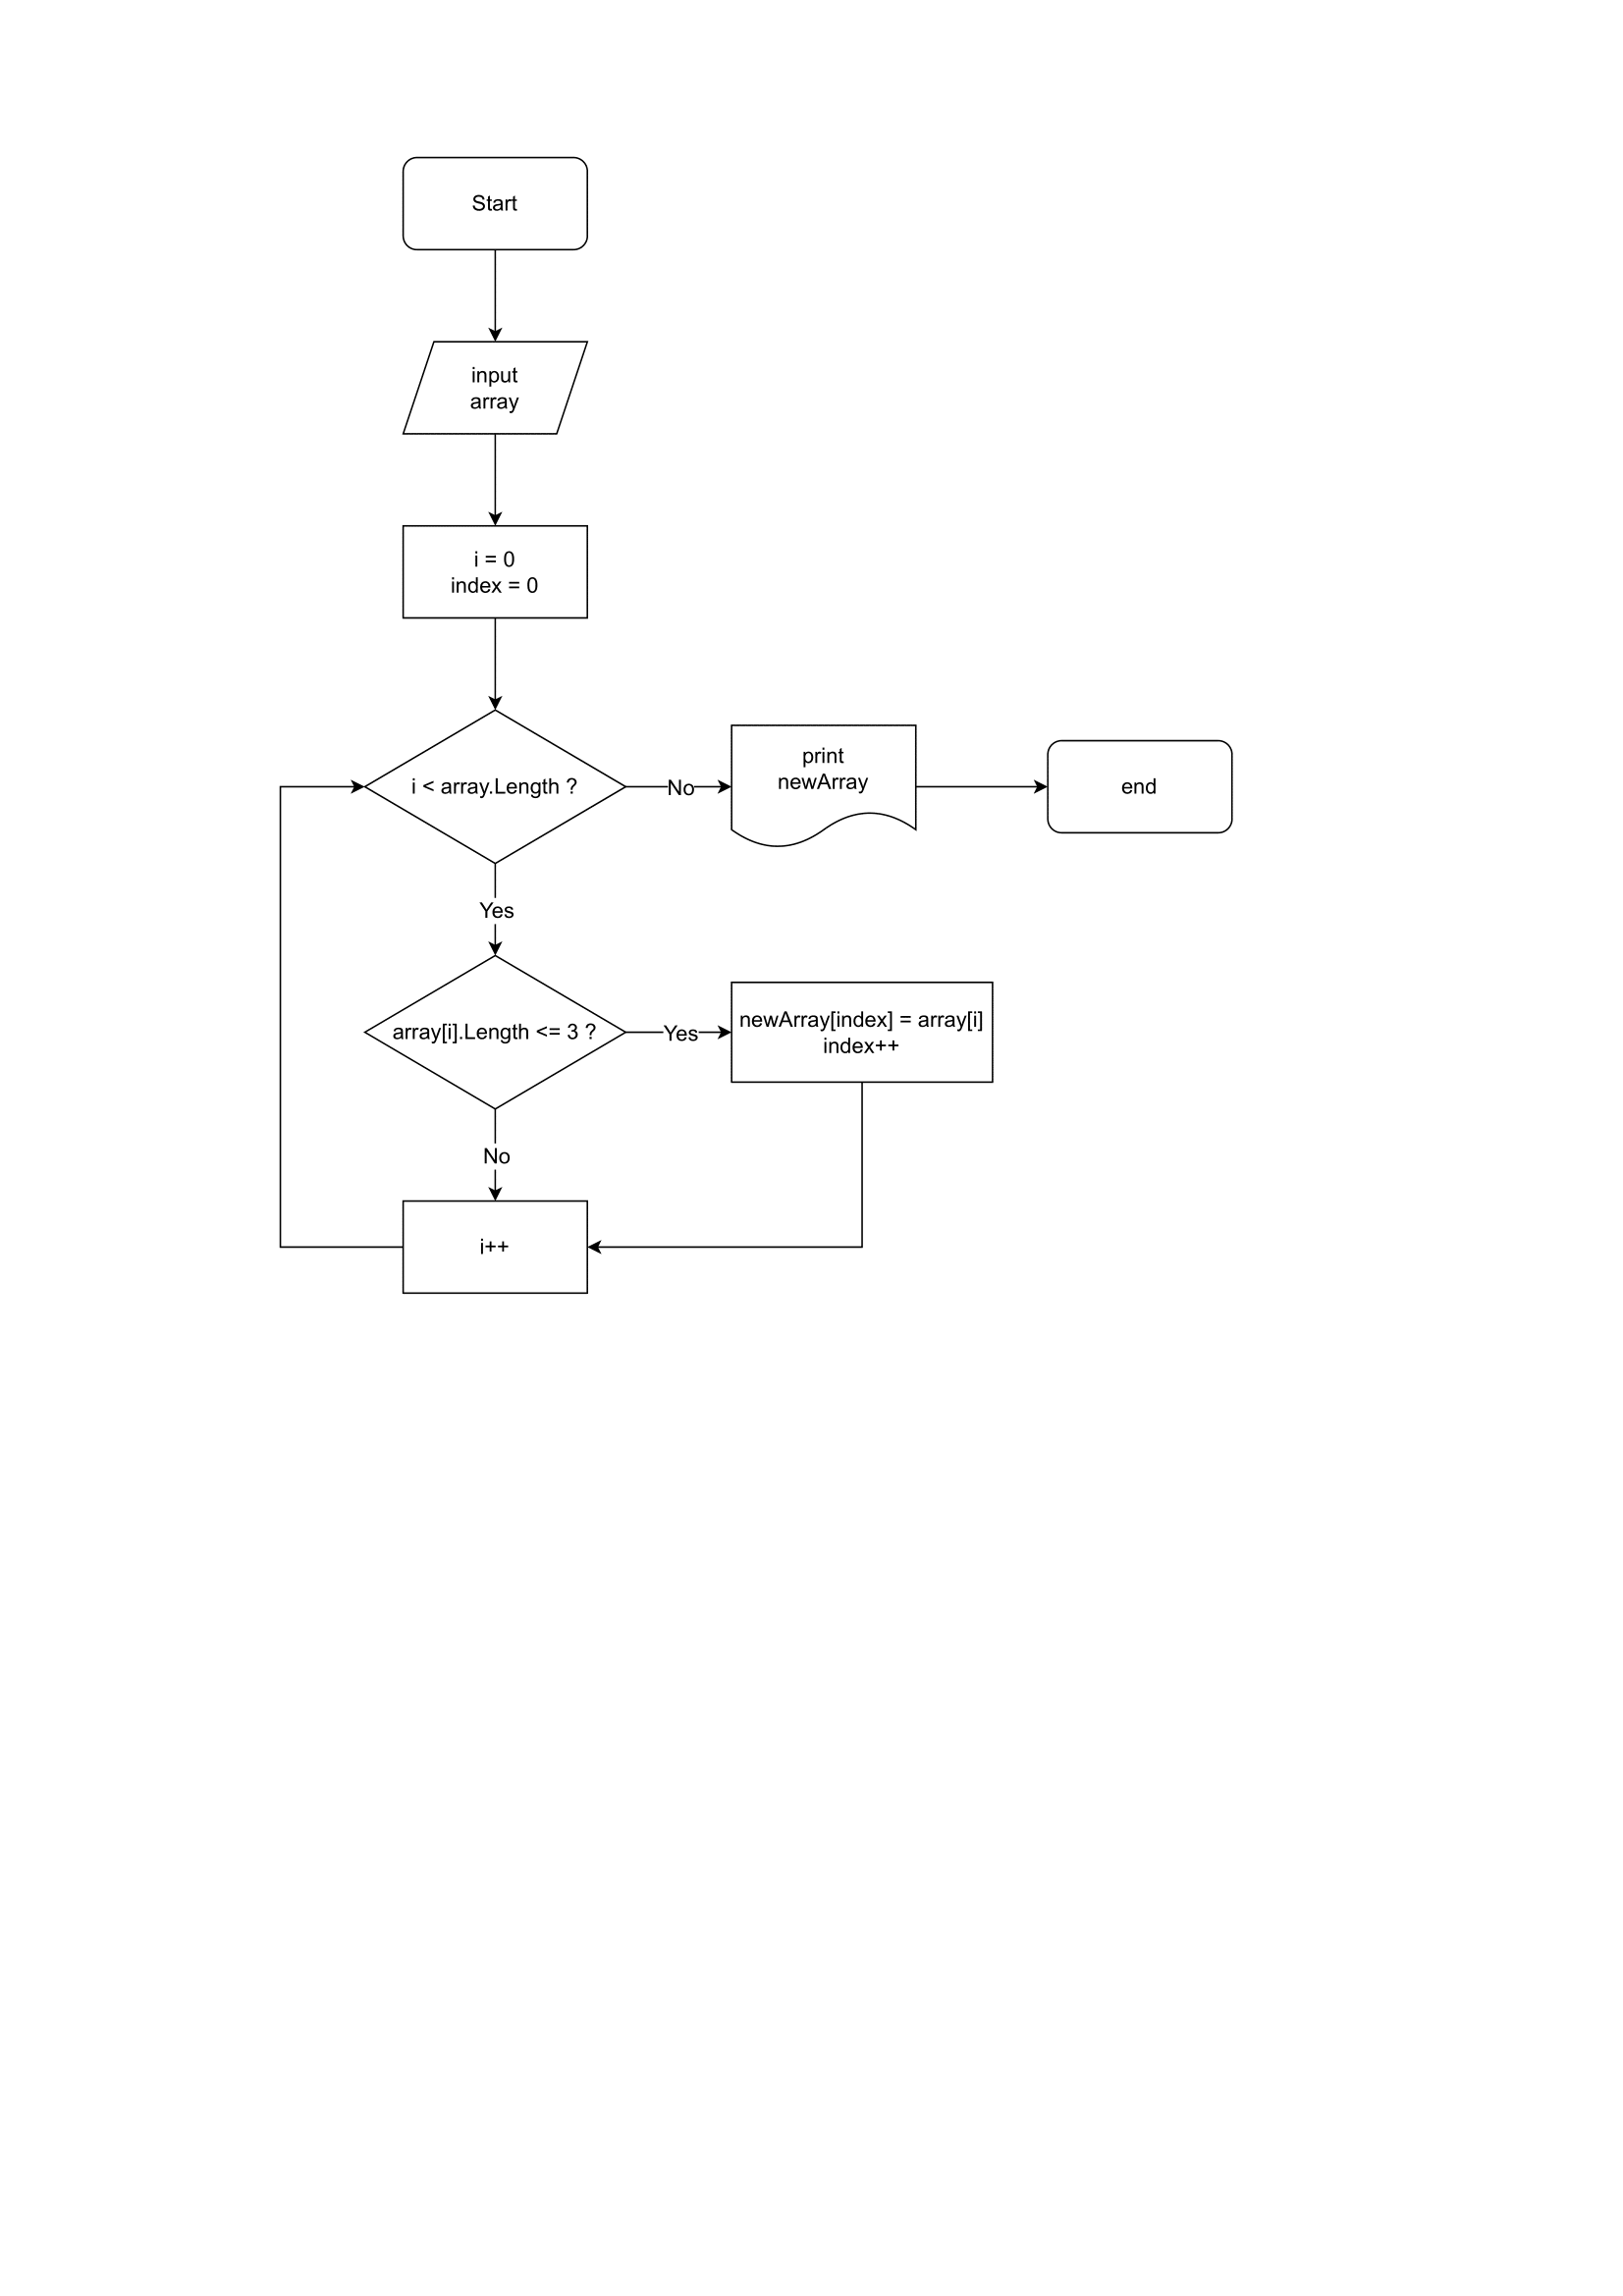 Start
input
array
i = 0
index = 0
i < array.Length ?
No
print
newArray
end
Yes
array[i].Length <= 3 ?
Yes
newArray[index] = array[i]
index++
No
i++